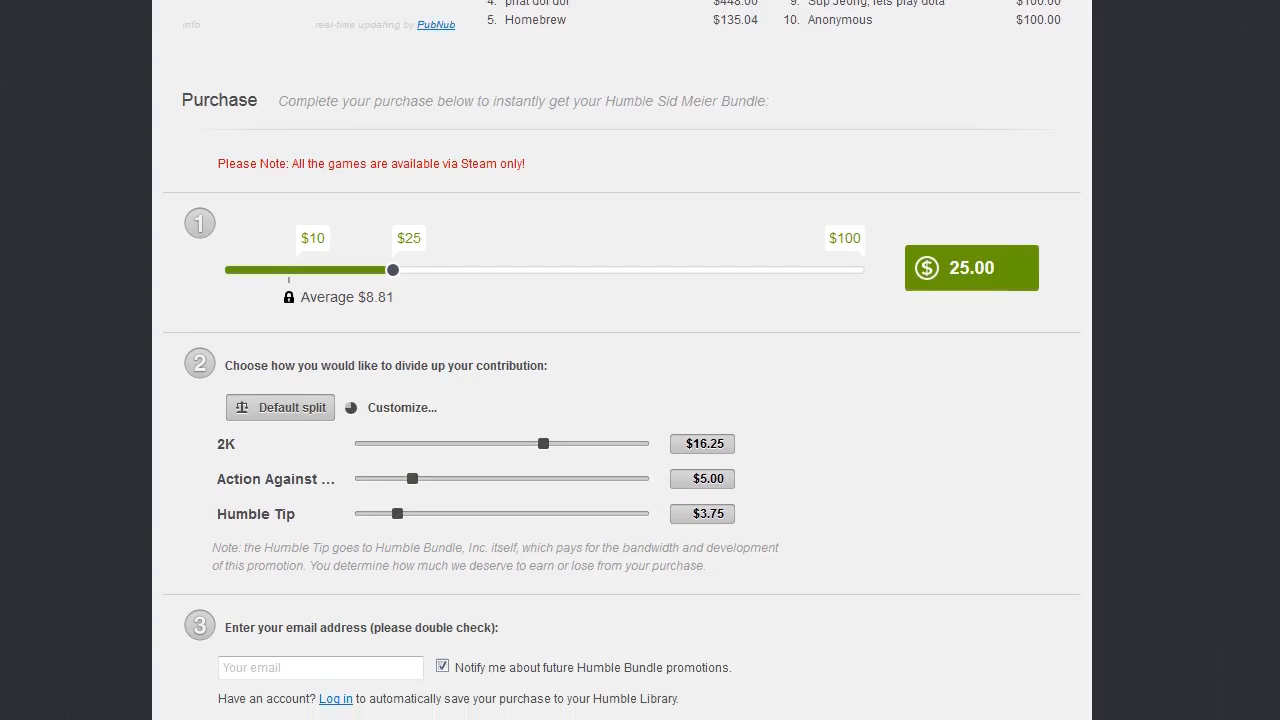 4. phat doi doi $448.00 9. Sup Jeong, lets play dota $100.00
info real-time updating by PubNub 5. Homebrew $135.04 10. Anonymous $100.00
Purchase Complete your purchase below to instantly get your Humble Sid Meier Bundle:
Please Note: All the games are available via Steam only!
1
$10 $25 $100
$ 25.00
Average $8.81
2 Choose how you would like to divide up your contribution:
Default split Customize...
2K $16.25
Action Against ... $5.00
Humble Tip $3.75
Note: the Humble Tip goes to Humble Bundle, Inc. itself, which pays for the bandwidth and development
of this promotion. You determine how much we deserve to earn or lose from your purchase.
3 Enter your email address (please double check):
Your email Notify me about future Humble Bundle promotions.
Have an account? Log in to automatically save your purchase to your Humble Library.